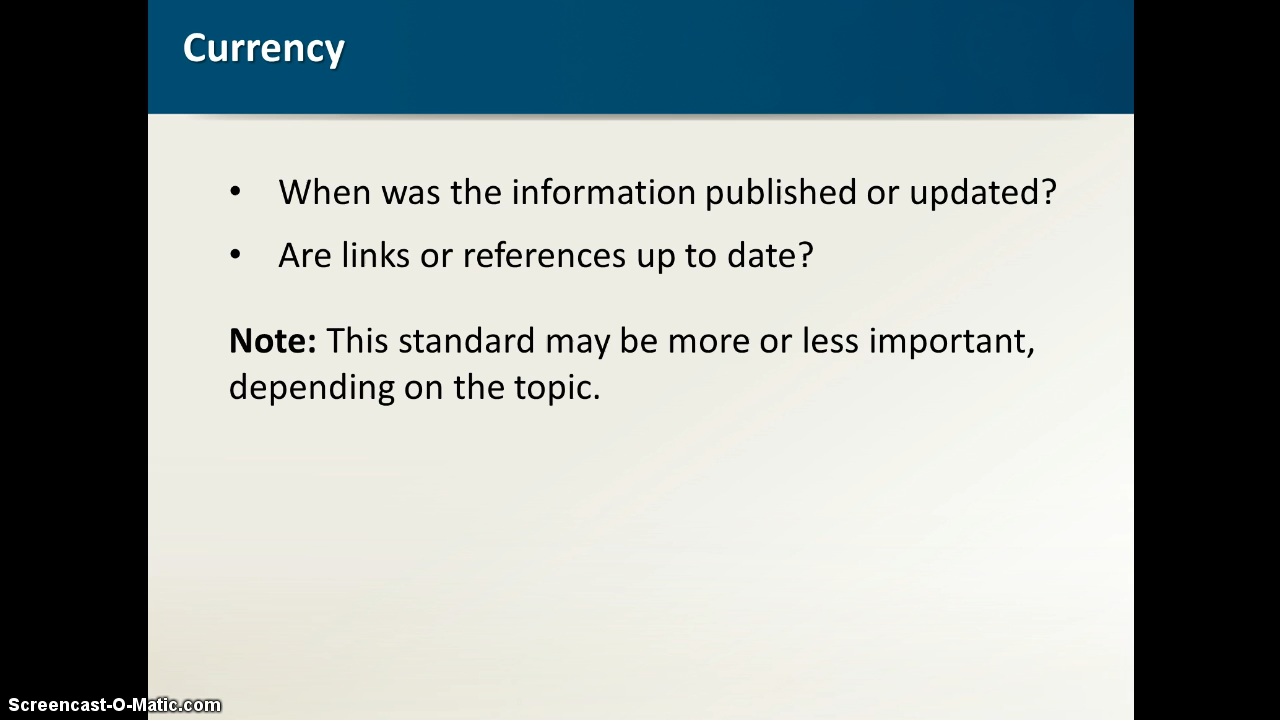 Currency
• When was the information published or updated?
• Are links or references up to date?
Note: This standard may be more or less important,
depending on the topic.
Screencast-O-Matic.com